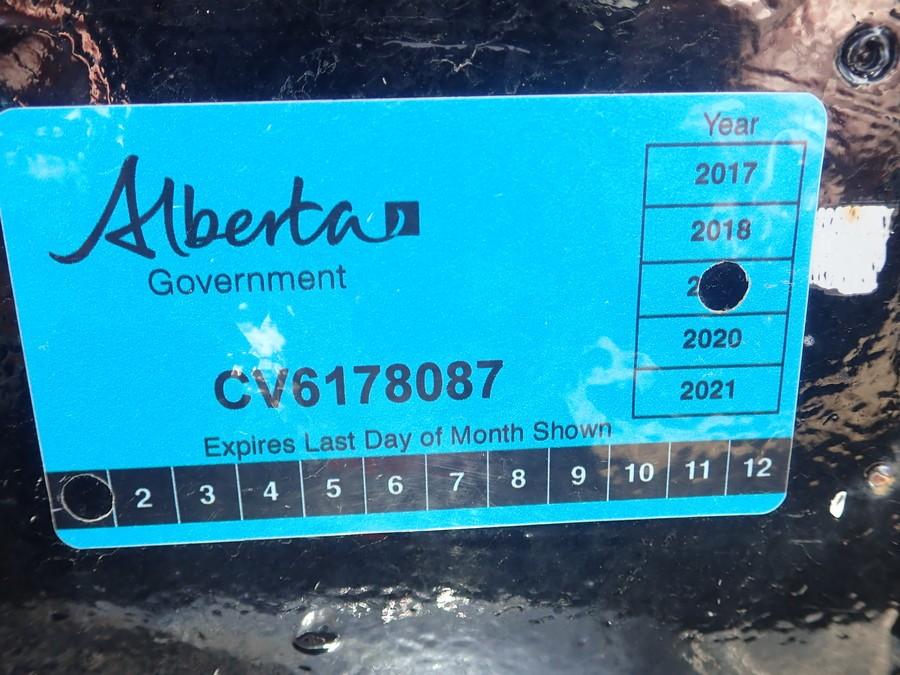 Alberta
Government
CV6178087
Expires Last Day of Month Shown
2 3 4 5 6 7 8 9 10 11 12
Year
2017
2018
2
2020
2021